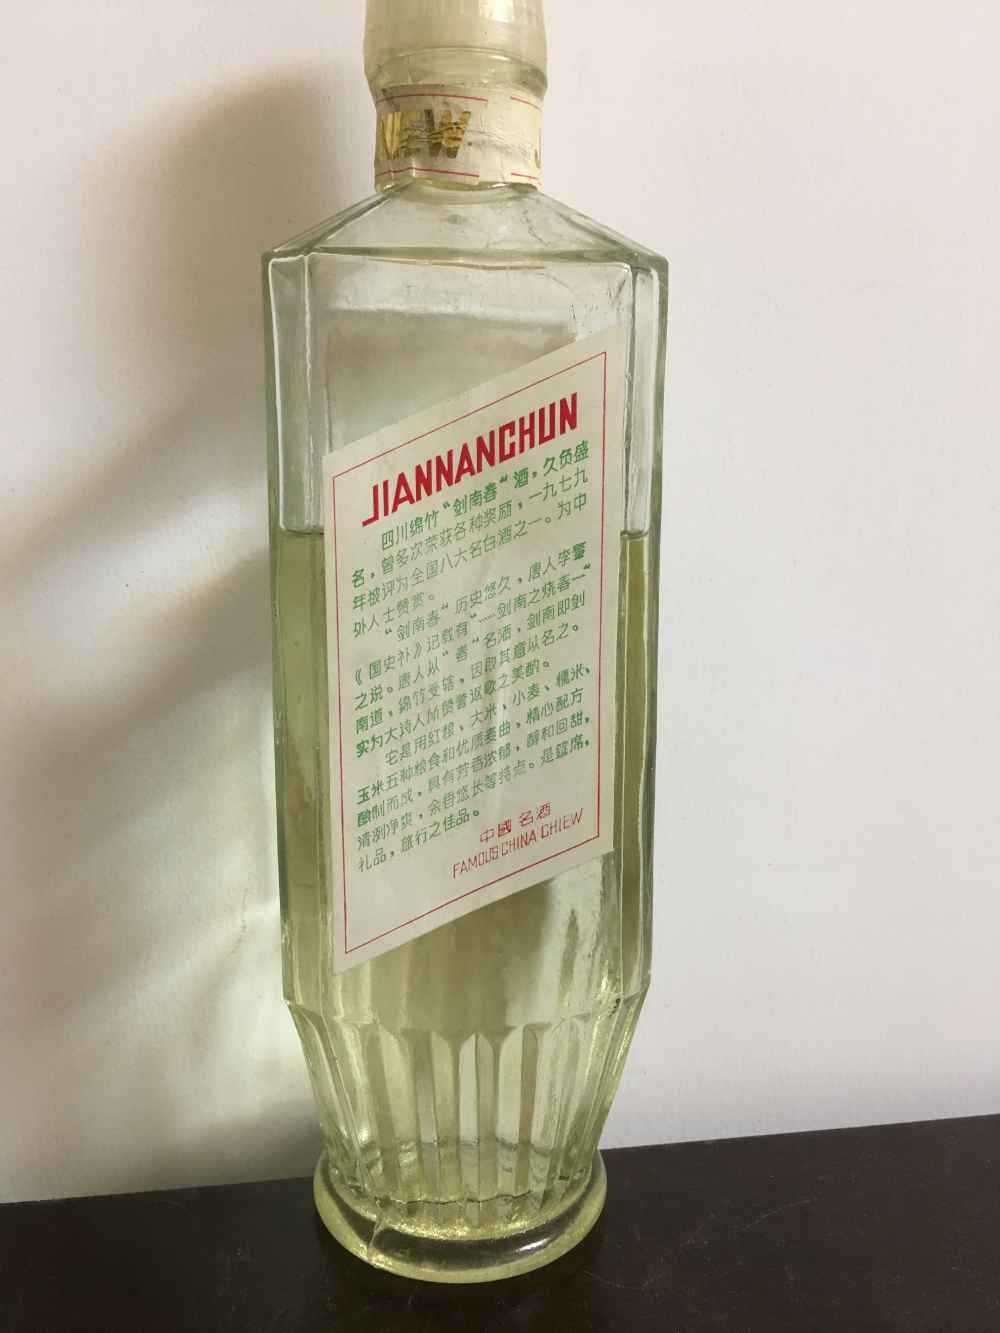 NEW
JIANNANCHUN
四川绵竹“剑南春”酒，久负盛
名，曾多次荣获各种奖励，一九七九
年被评为全国八大名白酒之一。为中
外人士赞赏。
“剑南春”历史悠久，唐人李肇
《国史补》记载有“……剑南之烧春……”
之说。唐人以“春”名酒，剑南即剑
南道，绵竹受辖，因取其意以名之。
实为大诗人所赞誉讴歌之美酒。
它是用红粮、大米、小麦、糯米、
玉米五种粮食和优质麦曲，精心配方
酿制而成，具有芳香浓郁，醇和回甜，
清冽净爽，余香悠长等特点。是筵席，
礼品，旅行之佳品。
中國名酒
FAMOUS CHINA CHIEW